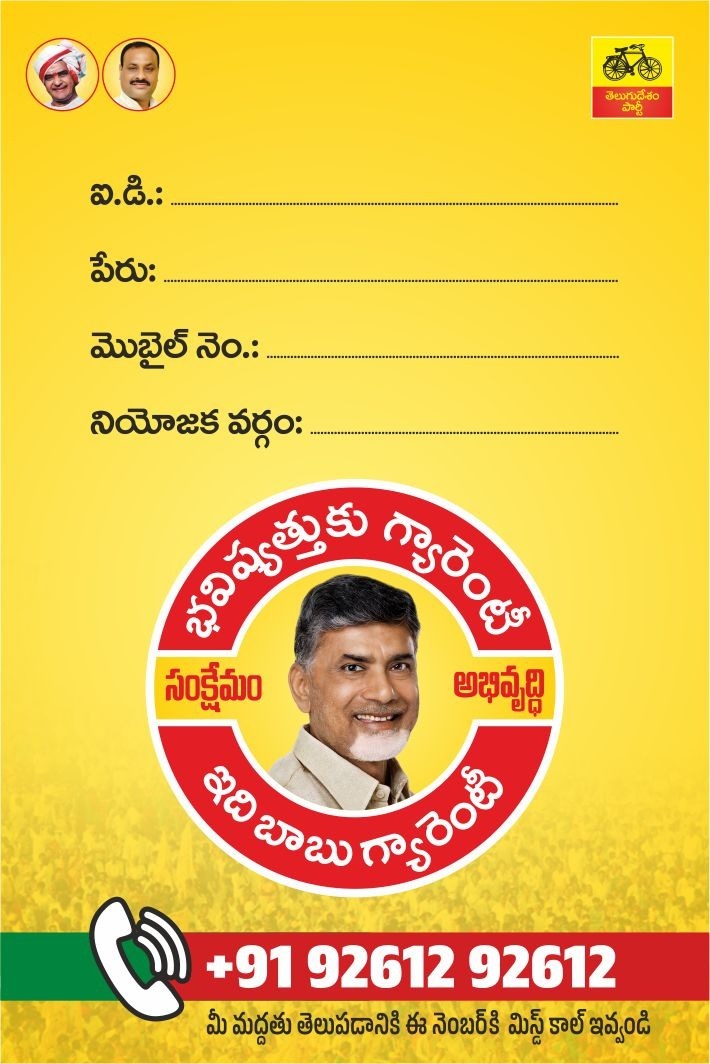 తెలుగుదేశం
పార్టీ
ఐ.డి.:
పేరు:
మొబైల్ నెం.:
నియోజక వర్గం:
భవిష్యత్తుకు గ్యారెంటీ
సంక్షేమం
అభివృద్ధి
ఇది బాబు గ్యారెంటీ
+91 92612 92612
మీ మద్దతు తెలుపడానికి ఈ నెంబర్‌కి మిస్డ్ కాల్ ఇవ్వండి